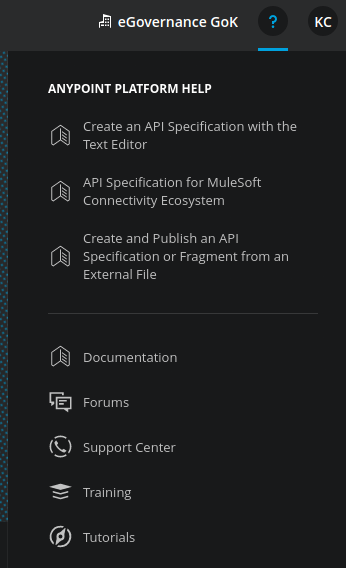 eGovernance GoK
?
KC
ANYPOINT PLATFORM HELP
Create an API Specification with the
Text Editor
API Specification for MuleSoft
Connectivity Ecosystem
Create and Publish an API
Specification or Fragment from an
External File
Documentation
Forums
Support Center
Training
Tutorials